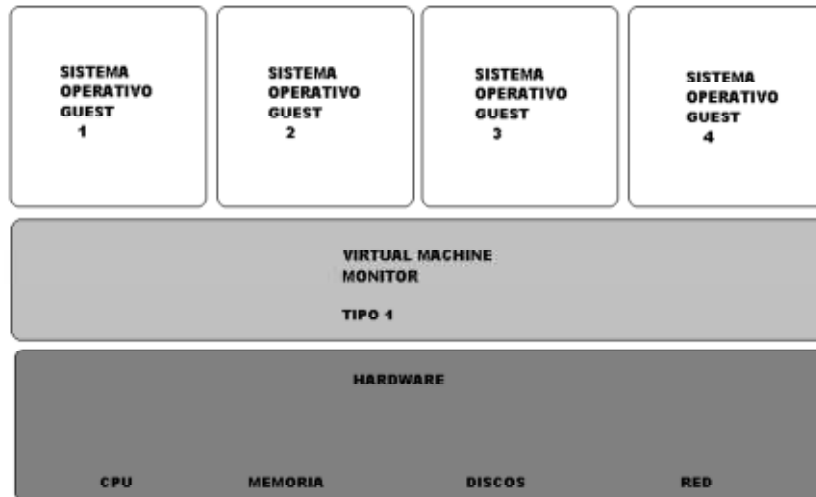 SISTEMA
OPERATIVO
GUEST
1
SISTEMA
OPERATIVO
GUEST
2
SISTEMA
OPERATIVO
GUEST
3
SISTEMA
OPERATIVO
GUEST
4
VIRTUAL MACHINE
MONITOR
TIPO 1
HARDWARE
CPU MEMORIA DISCOS RED